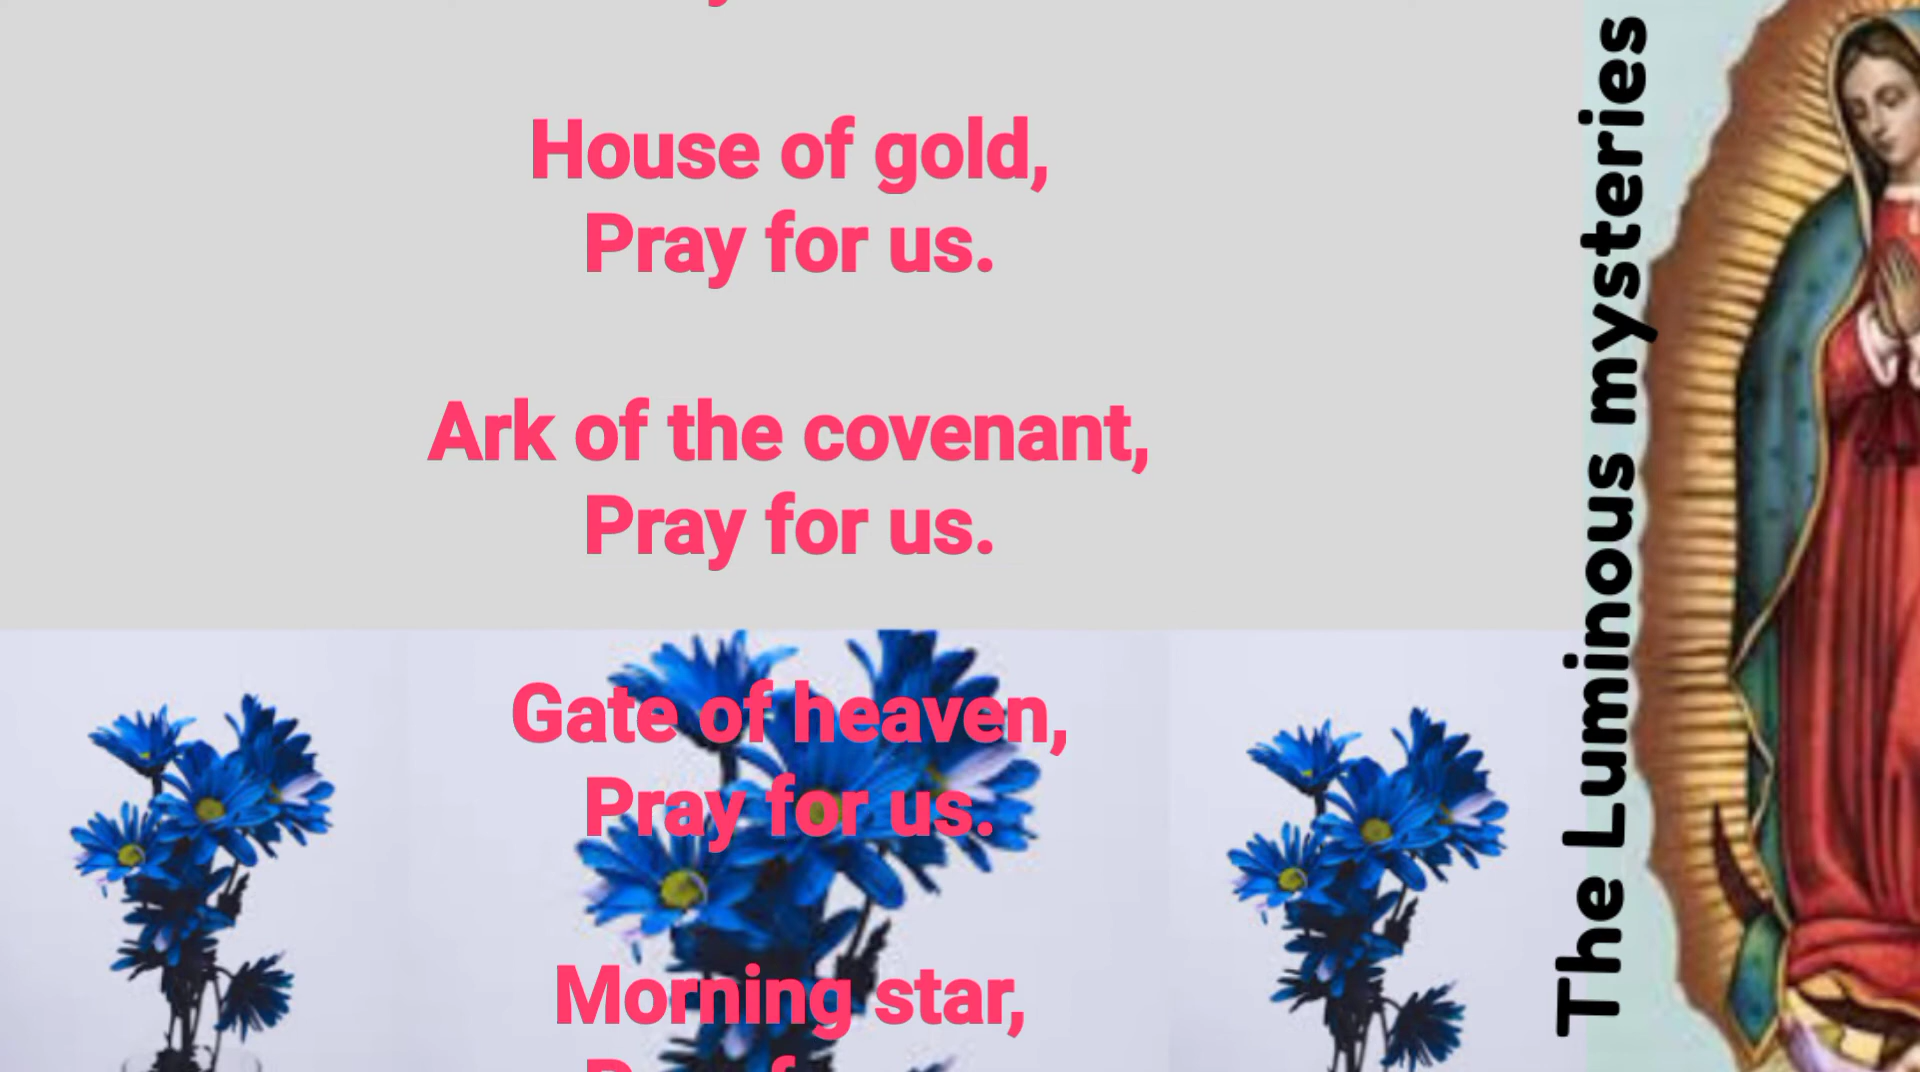 House of gold,
Pray for us.
Ark of the covenant,
Pray for us.
Gate of heaven,
Pray for us.
Morning star,
The Luminous mysteries